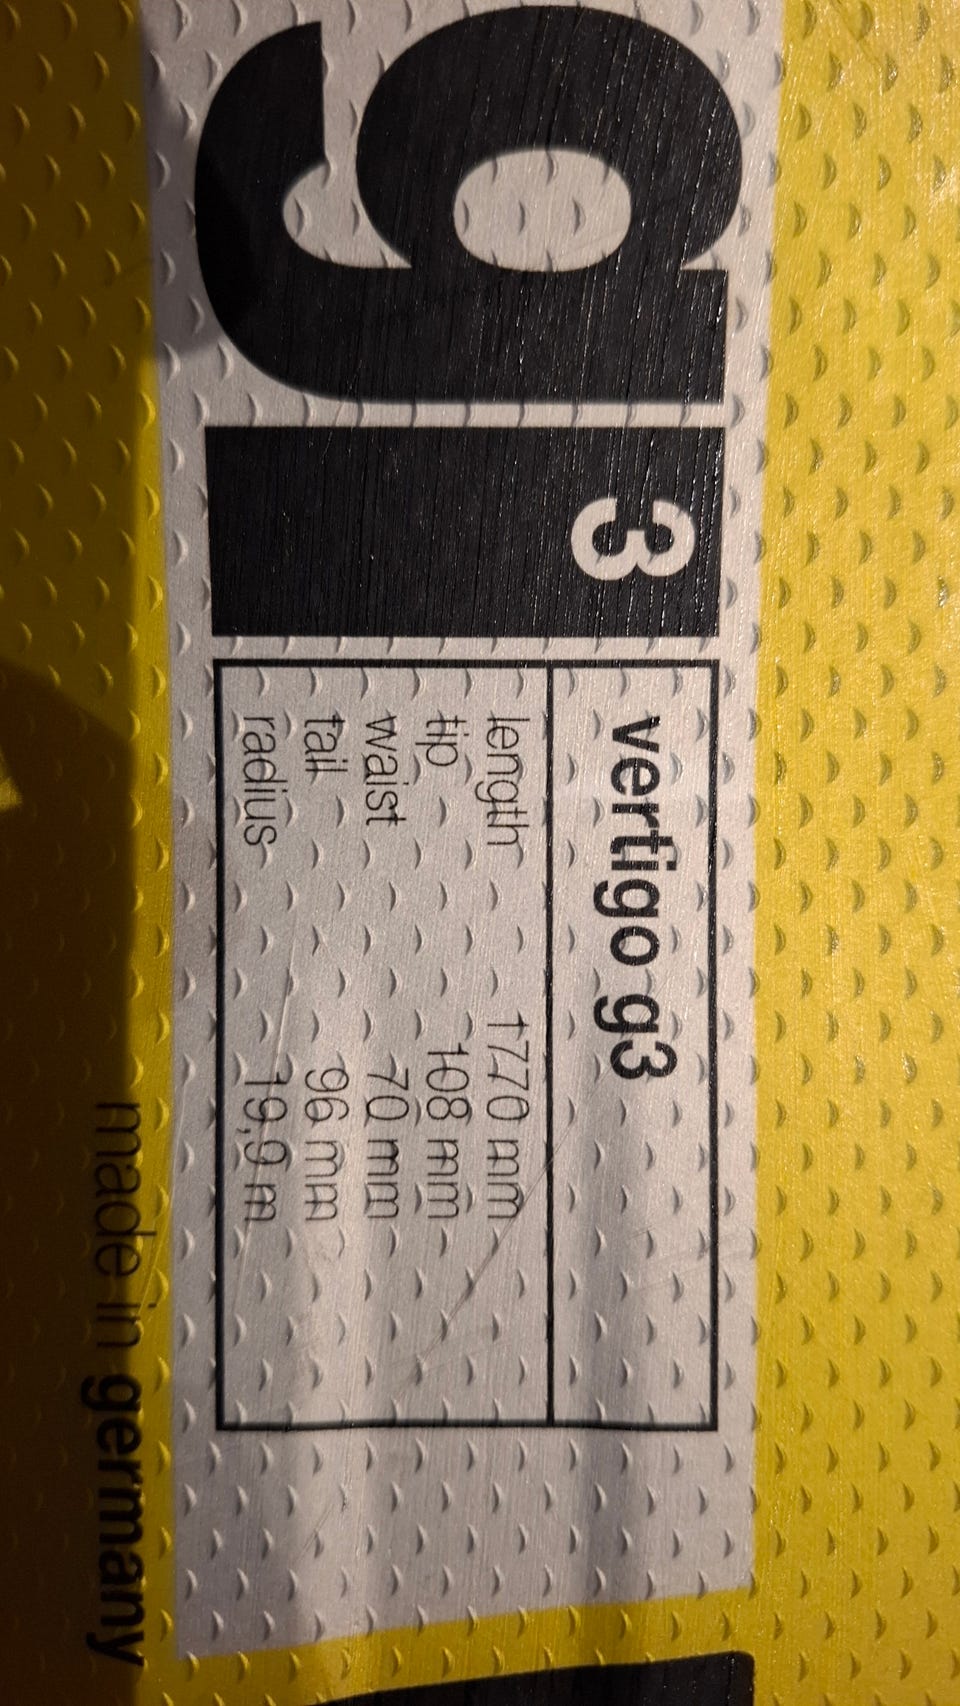 g
3
vertigo g3
length 1770 mm
tip 108 mm
waist 70 mm
tail 96 mm
radius 19,9 m
made in germany